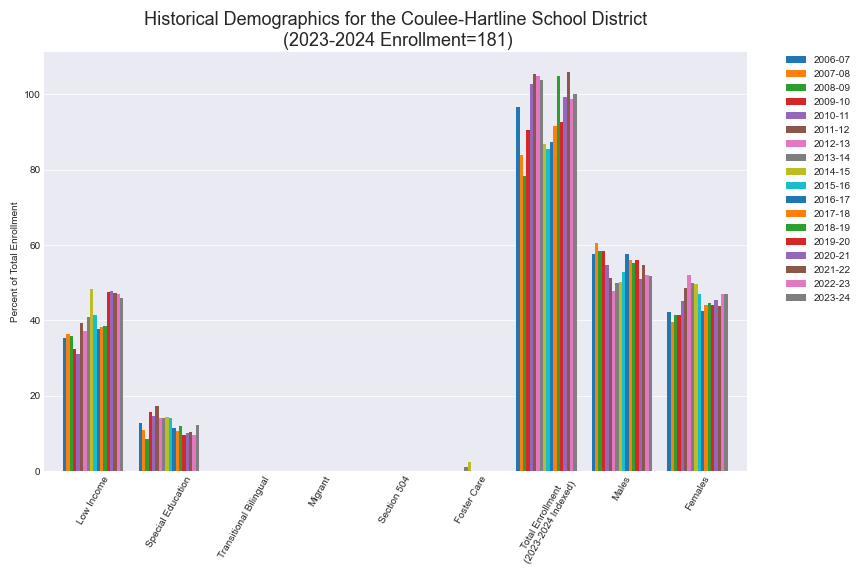 Historical Demographics for the Coulee-Hartline School District
(2023-2024 Enrollment=181)
Percent of Total Enrollment
100
80
60
40
20
0
Low Income
Special Education
Transitional Bilingual
Migrant
Section 504
Foster Care
Total Enrollment
(2023-2024 Indexed)
Males
Females
2006-07
2007-08
2008-09
2009-10
2010-11
2011-12
2012-13
2013-14
2014-15
2015-16
2016-17
2017-18
2018-19
2019-20
2020-21
2021-22
2022-23
2023-24